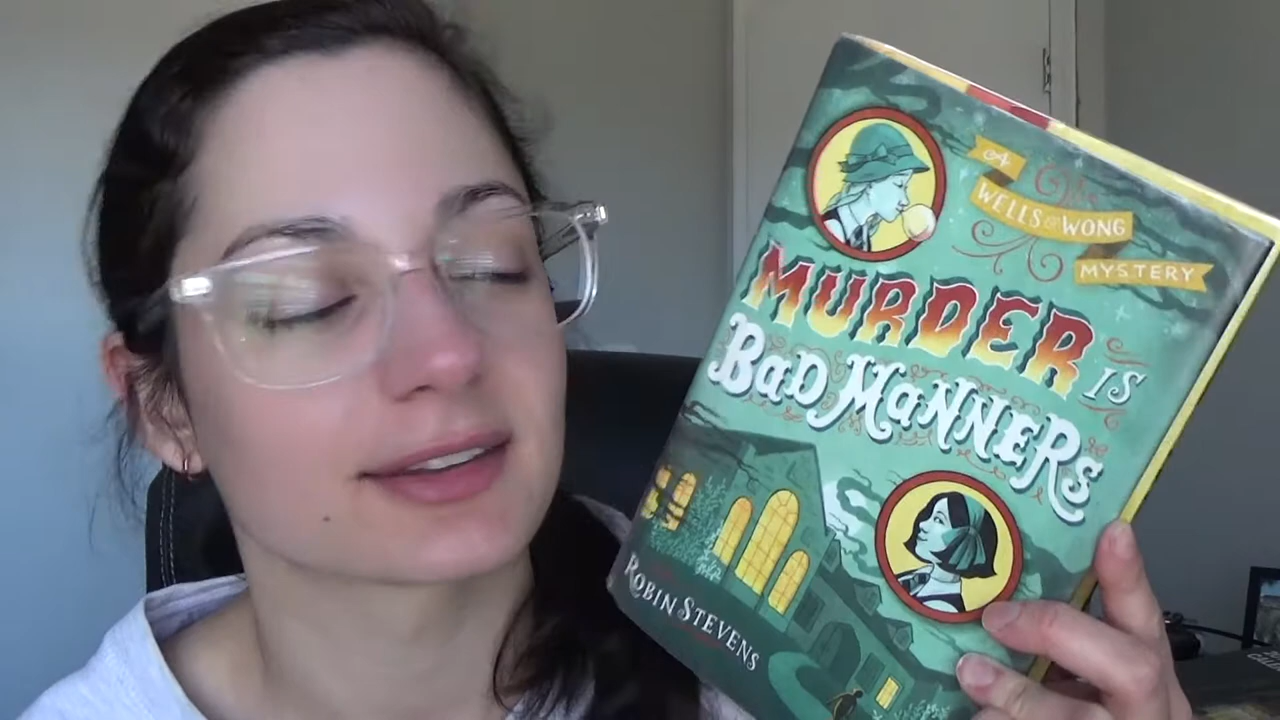 A
WELLS & WONG
MYSTERY
MURDER IS
BAD MANNERS
ROBIN STEVENS